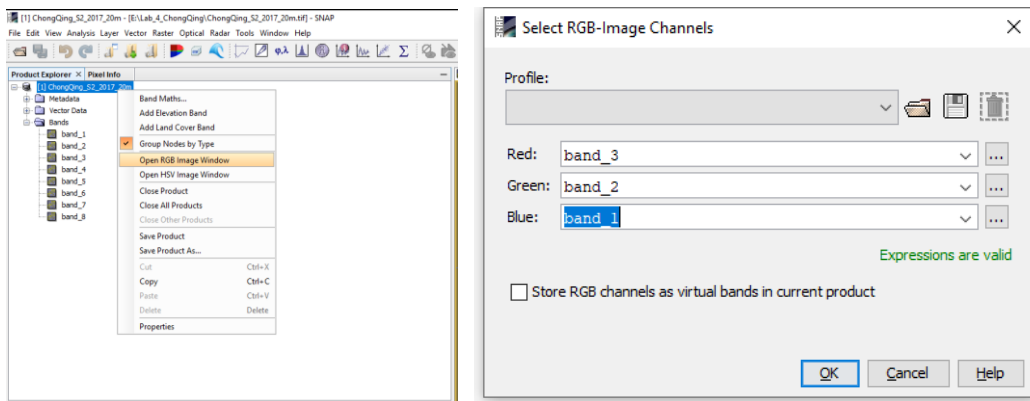 [1] ChongQing_S2_2017_20m - [E:\Lab_4_ChongQing\ChongQing_S2_2017_20m.tif] - SNAP
File Edit View Analysis Layer Vector Raster Optical Radar Tools Window Help
Product Explorer × Pixel Info
[1] ChongQing_S2_2017_20m
Metadata
Vector Data
Bands
band_1
band_2
band_3
band_4
band_5
band_6
band_7
band_8
Band Maths...
Add Elevation Band
Add Land Cover Band
Group Nodes by Type
Open RGB Image Window
Open HSV Image Window
Close Product
Close All Products
Close Other Products
Save Product
Save Product As...
Cut Ctrl+X
Copy Ctrl+C
Paste Ctrl+V
Delete Delete
Properties
Select RGB-Image Channels
Profile:
Red: band_3 ...
Green: band_2 ...
Blue: band_1 ...
Expressions are valid
Store RGB channels as virtual bands in current product
OK Cancel Help